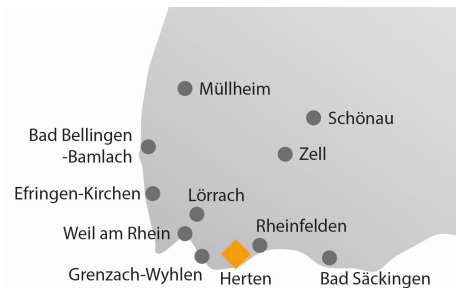 Müllheim
Schönau
Bad Bellingen
-Bamlach
Zell
Efringen-Kirchen
Lörrach
Weil am Rhein
Rheinfelden
Grenzach-Wyhlen
Herten
Bad Säckingen